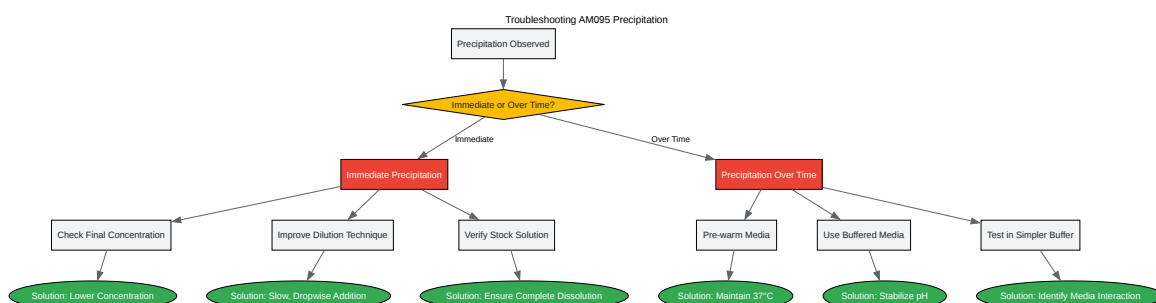 Troubleshooting AM095 Precipitation
Precipitation Observed
Immediate or Over Time?
Immediate
Over Time
Immediate Precipitation
Precipitation Over Time
Check Final Concentration
Improve Dilution Technique
Verify Stock Solution
Pre-warm Media
Use Buffered Media
Test in Simpler Buffer
Solution: Lower Concentration
Solution: Slow, Dropwise Addition
Solution: Ensure Complete Dissolution
Solution: Maintain 37°C
Solution: Stabilize pH
Solution: Identify Media Interaction